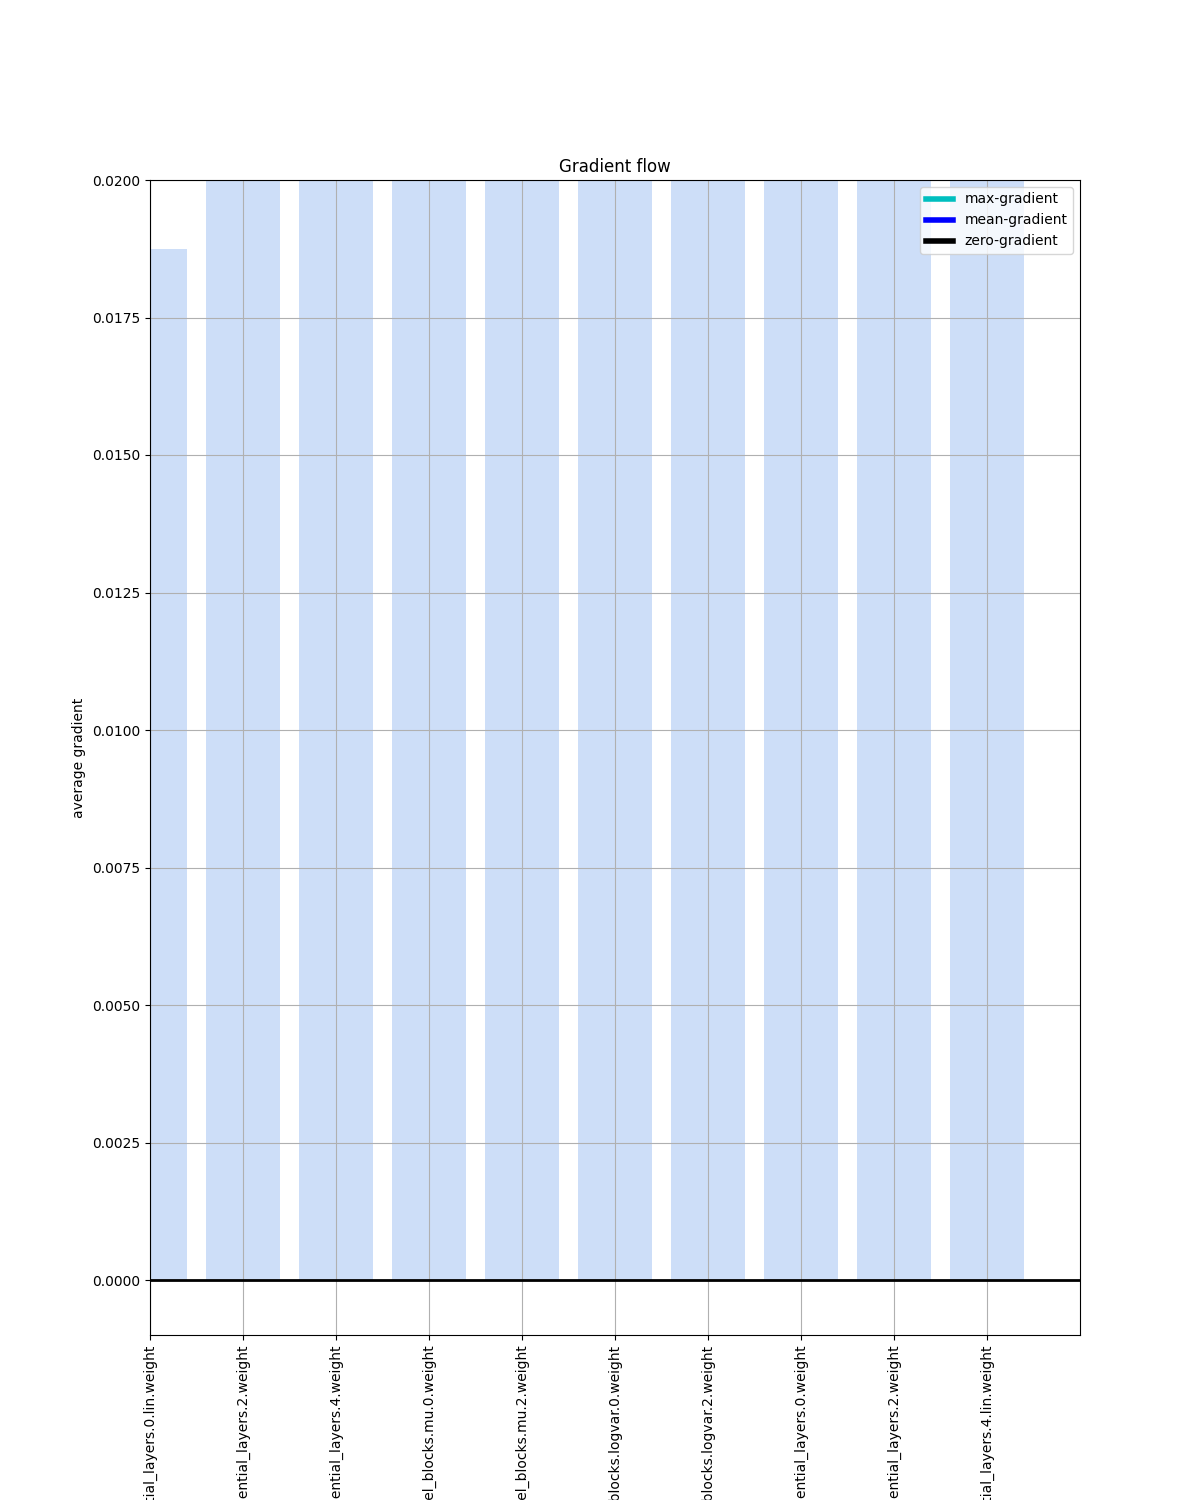 Gradient flow
max-gradient
mean-gradient
zero-gradient
0.0200
0.0175
0.0150
0.0125
0.0100
0.0075
0.0050
0.0025
0.0000
average gradient
tial_layers.0.lin.weight
ential_layers.2.weight
ential_layers.4.weight
el_blocks.mu.0.weight
el_blocks.mu.2.weight
blocks.logvar.0.weight
blocks.logvar.2.weight
ential_layers.0.weight
ential_layers.2.weight
tial_layers.4.lin.weight